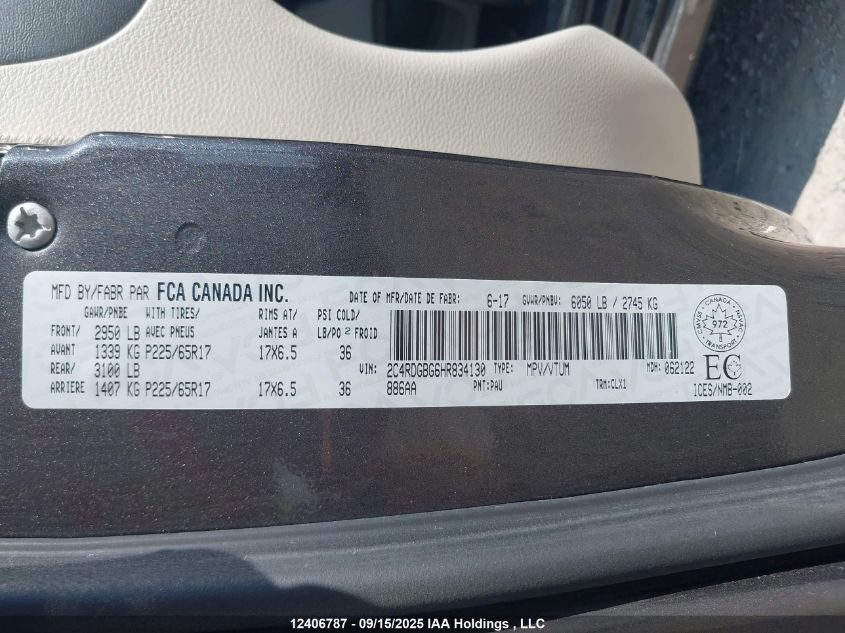 MFD BY/FABR PAR FCA CANADA INC. DATE OF MFR/DATE DE FABR: 6-17 GVWR/PNBV: 6050 LB / 2745 KG
GAWR/PNBE WITH TIRES/ RIMS AT/ PSI COLD/
FRONT/ 2950 LB AVEC PNEUS JANTES A LB/PO 2 FROID
AVANT 1339 KG P225/65R17 17X6.5 36 VIN: 2C4RDGBG6HR834130 TYPE: MPV/VTUM MDH: 062122
REAR/ 3100 LB
ARRIERE 1407 KG P225/65R17 17X6.5 36 886AA PNT:PAU TRM:CLX1
CANADA
CMVSS NSVAC
972
EC
ICES/NMB-002
12406787 - 09/15/2025 IAA Holdings , LLC